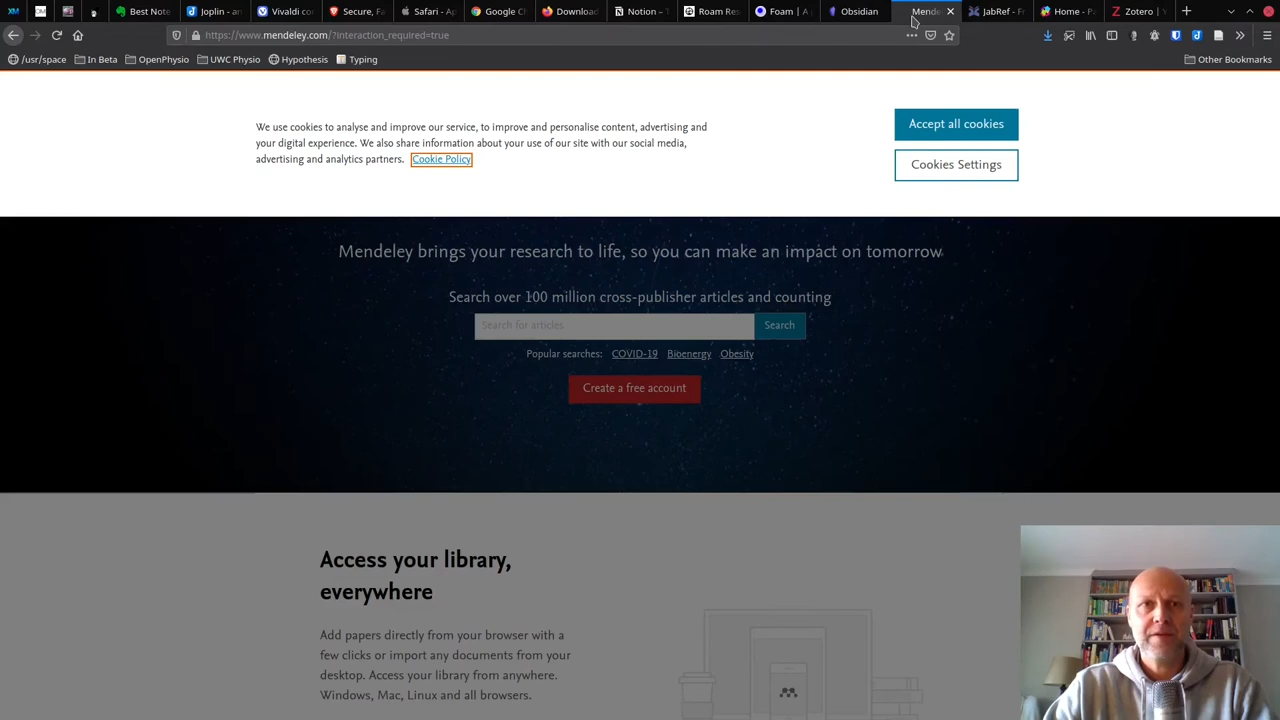 Best Note
Joplin - an
Vivaldi co
Secure, Fa
Safari - Ap
Google Ch
Downloa
Notion – T
Roam Res
Foam | A
Obsidian
Mende
JabRef - Fr
Home - Pa
Zotero | Y
https://www.mendeley.com/?interaction_required=true
/usr/space
In Beta
OpenPhysio
UWC Physio
Hypothesis
Typing
Other Bookmarks
We use cookies to analyse and improve our service, to improve and personalise content, advertising and
your digital experience. We also share information about your use of our site with our social media,
advertising and analytics partners. Cookie Policy
Accept all cookies
Cookies Settings
Mendeley brings your research to life, so you can make an impact on tomorrow
Search over 100 million cross-publisher articles and counting
Search for articles
Search
Popular searches: COVID-19 Bioenergy Obesity
Create a free account
Access your library,
everywhere
Add papers directly from your browser with a
few clicks or import any documents from your
desktop. Access your library from anywhere.
Windows, Mac, Linux and all browsers.